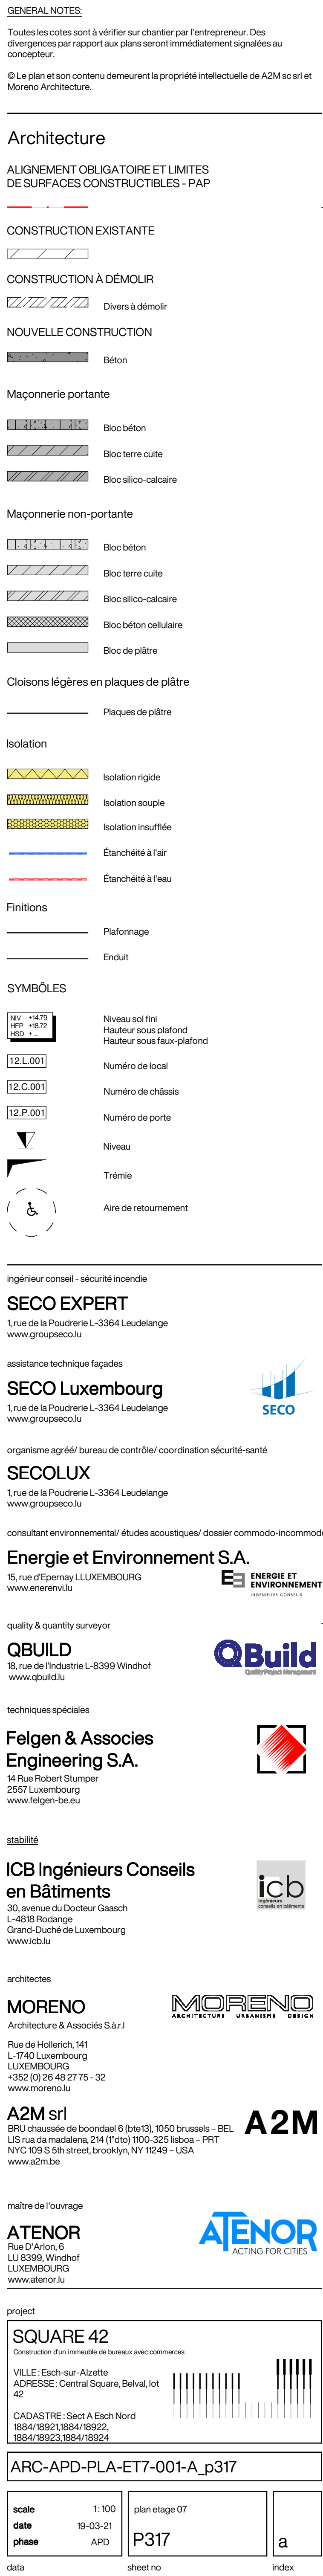 GENERAL NOTES:
Toutes les cotes sont à vérifier sur chantier par l'entrepreneur. Des
divergences par rapport aux plans seront immédiatement signalées au
concepteur.
© Le plan et son contenu demeurent la propriété intellectuelle de A2M sc srl et
Moreno Architecture.
Architecture
ALIGNEMENT OBLIGATOIRE ET LIMITES
DE SURFACES CONSTRUCTIBLES - PAP
CONSTRUCTION EXISTANTE
CONSTRUCTION À DÉMOLIR
Divers à démolir
NOUVELLE CONSTRUCTION
Béton
Maçonnerie portante
Bloc béton
Bloc terre cuite
Bloc silico-calcaire
Maçonnerie non-portante
Bloc béton
Bloc terre cuite
Bloc silico-calcaire
Bloc béton cellulaire
Bloc de plâtre
Cloisons légères en plaques de plâtre
Plaques de plâtre
Isolation
Isolation rigide
Isolation souple
Isolation insufflée
Étanchéité à l'air
Étanchéité à l'eau
Finitions
Plafonnage
Enduit
SYMBÔLES
NIV +14.79
HFP +18.72
HSD + ...
Niveau sol fini
Hauteur sous plafond
Hauteur sous faux-plafond
12.L.001
Numéro de local
12.C.001
Numéro de châssis
12.P.001
Numéro de porte
Niveau
Trémie
Aire de retournement
ingénieur conseil - sécurité incendie
SECO EXPERT
1, rue de la Poudrerie L-3364 Leudelange
www.groupseco.lu
assistance technique façades
SECO Luxembourg
1, rue de la Poudrerie L-3364 Leudelange
www.groupseco.lu
SECO
organisme agréé/ bureau de contrôle/ coordination sécurité-santé
SECOLUX
1, rue de la Poudrerie L-3364 Leudelange
www.groupseco.lu
consultant environnemental/ études acoustiques/ dossier commodo-incommodo
Energie et Environnement S.A.
15, rue d'Epernay LLUXEMBOURG
www.enerenvi.lu
ENERGIE ET
ENVIRONNEMENT
INGENIEURS CONSEILS
quality & quantity surveyor
QBUILD
18, rue de l'Industrie L-8399 Windhof
www.qbuild.lu
QBuild
Quality Project Management
techniques spéciales
Felgen & Associes
Engineering S.A.
14 Rue Robert Stumper
2557 Luxembourg
www.felgen-be.eu
stabilité
ICB Ingénieurs Conseils
en Bâtiments
30, avenue du Docteur Gaasch
L-4818 Rodange
Grand-Duché de Luxembourg
www.icb.lu
icb
ingénieurs
conseils en bâtiments
architectes
MORENO
Architecture & Associés S.à.r.l
Rue de Hollerich, 141
L-1740 Luxembourg
LUXEMBOURG
+352 (0) 26 48 27 75 - 32
www.moreno.lu
MORENO
ARCHITECTURE URBANISME DESIGN
A2M srl
BRU chaussée de boondael 6 (bte13), 1050 brussels – BEL
LIS rua da madalena, 214 (1°dto) 1100-325 lisboa – PRT
NYC 109 S 5th street, brooklyn, NY 11249 – USA
www.a2m.be
A2M
maître de l'ouvrage
ATENOR
Rue D'Arlon, 6
LU 8399, Windhof
LUXEMBOURG
www.atenor.lu
ATENOR
ACTING FOR CITIES
project
SQUARE 42
Construction d'un immeuble de bureaux avec commerces
VILLE : Esch-sur-Alzette
ADRESSE : Central Square, Belval, lot
42
CADASTRE : Sect A Esch Nord
1884/18921,1884/18922,
1884/18923,1884/18924
ARC-APD-PLA-ET7-001-A_p317
scale 1 : 100
date 19-03-21
phase APD
plan etage 07
P317
a
data sheet no index